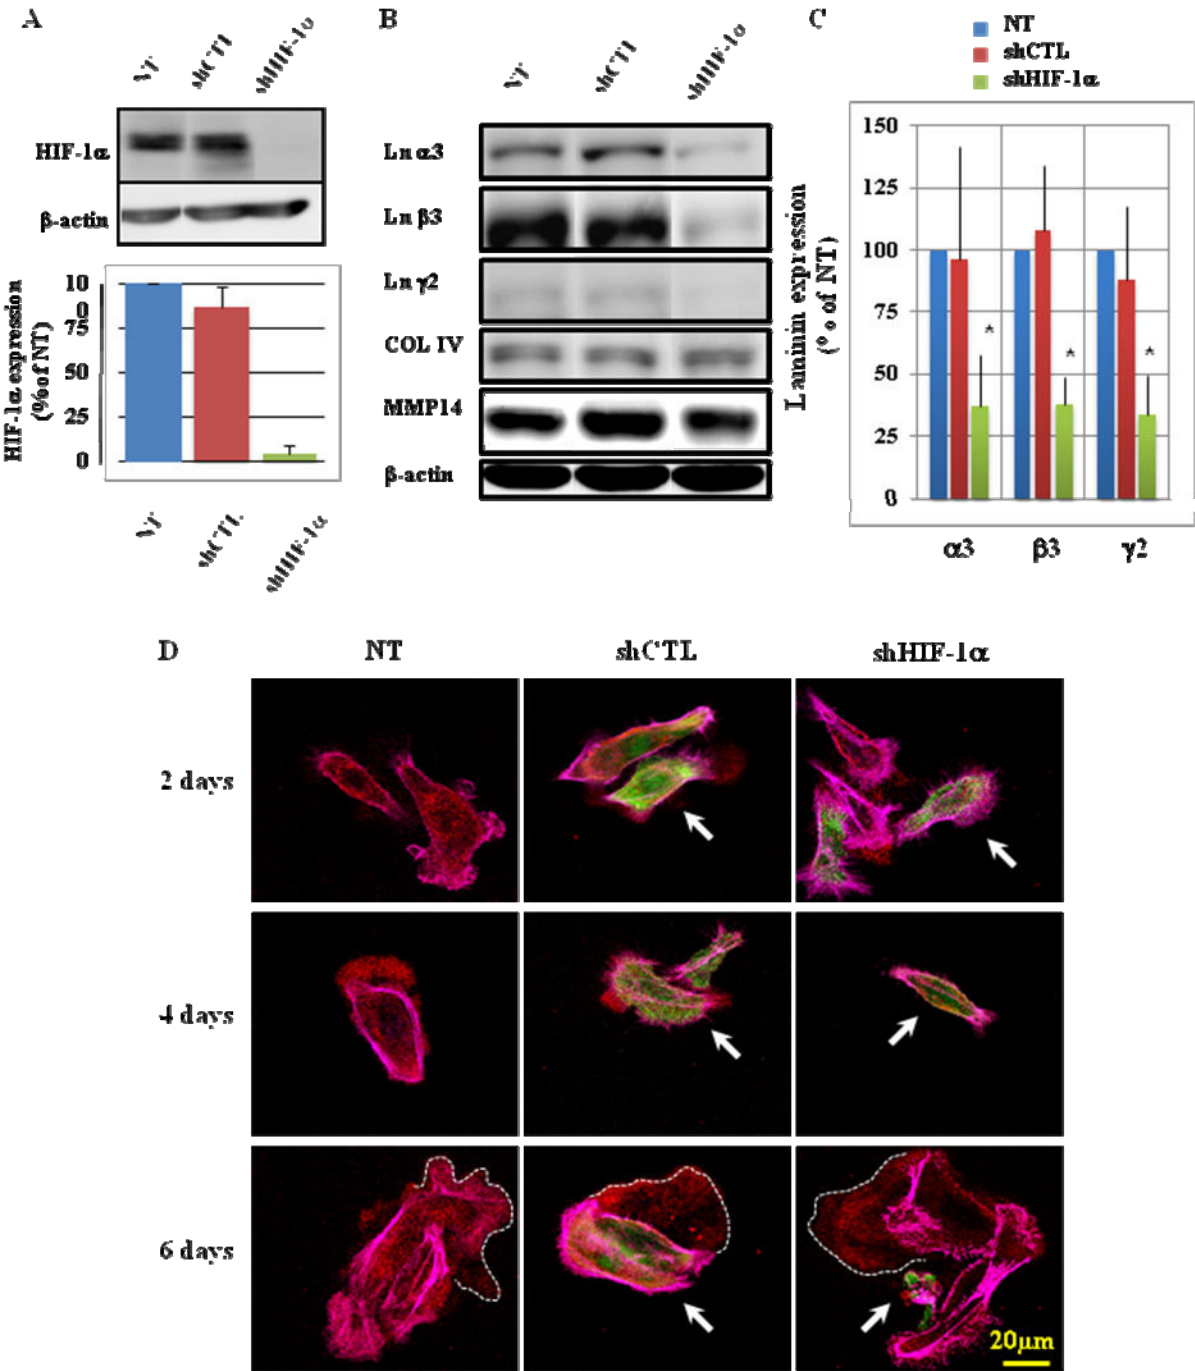 A
NT
shCTL
shHIF-1α
HIF-1α
β-actin
HIF-1α expression
(% of NT)
10
0
75
50
25
0
NT
shCTL
shHIF-1α
B
NT
shCTL
shHIF-1α
Ln α3
Ln β3
Ln γ2
COL IV
MMP14
β-actin
C
NT
shCTL
shHIF-1α
Laminin expression
(% of NT)
150
125
100
75
50
25
0
*
*
*
α3
β3
γ2
D
NT
shCTL
shHIF-1α
2 days
4 days
6 days
20μm